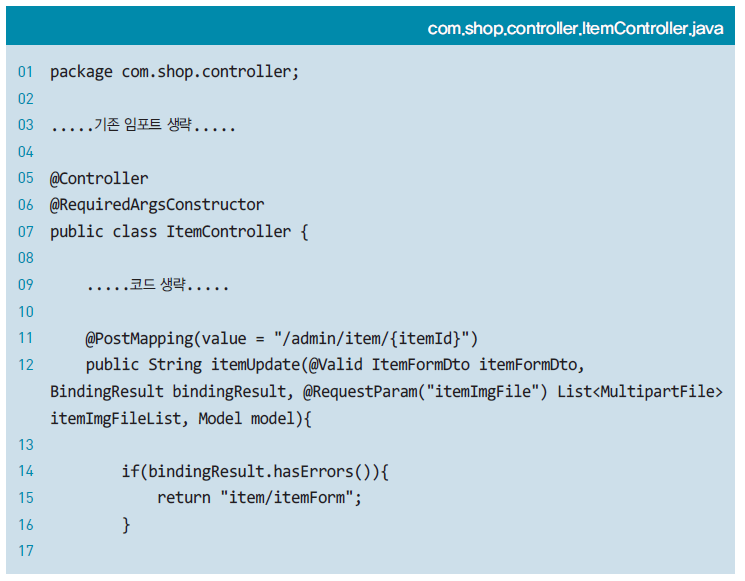 com.shop.controller.ItemController.java
01 package com.shop.controller;
02
03 .....기존 임포트 생략.....
04
05 @Controller
06 @RequiredArgsConstructor
07 public class ItemController {
08
09     .....코드 생략.....
10
11     @PostMapping(value = "/admin/item/{itemId}")
12     public String itemUpdate(@Valid ItemFormDto itemFormDto,
BindingResult bindingResult, @RequestParam("itemImgFile") List<MultipartFile>
itemImgFileList, Model model){
13
14         if(bindingResult.hasErrors()){
15             return "item/itemForm";
16         }
17